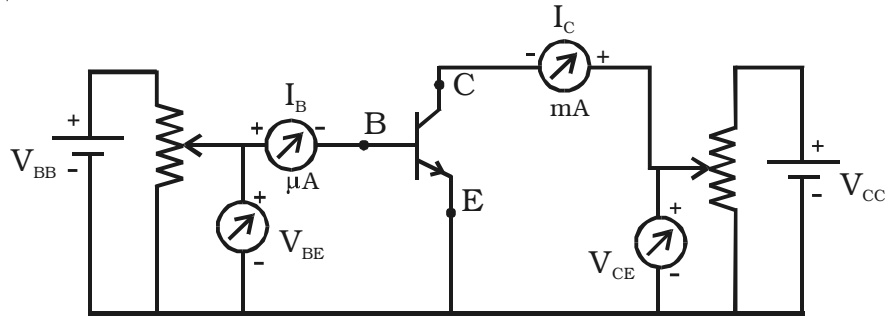 I_C
- +
C
mA
I_B
+ -
B
μA
E
+
-
V_BB
+
-
V_BE
+
-
V_CE
+
-
V_CC